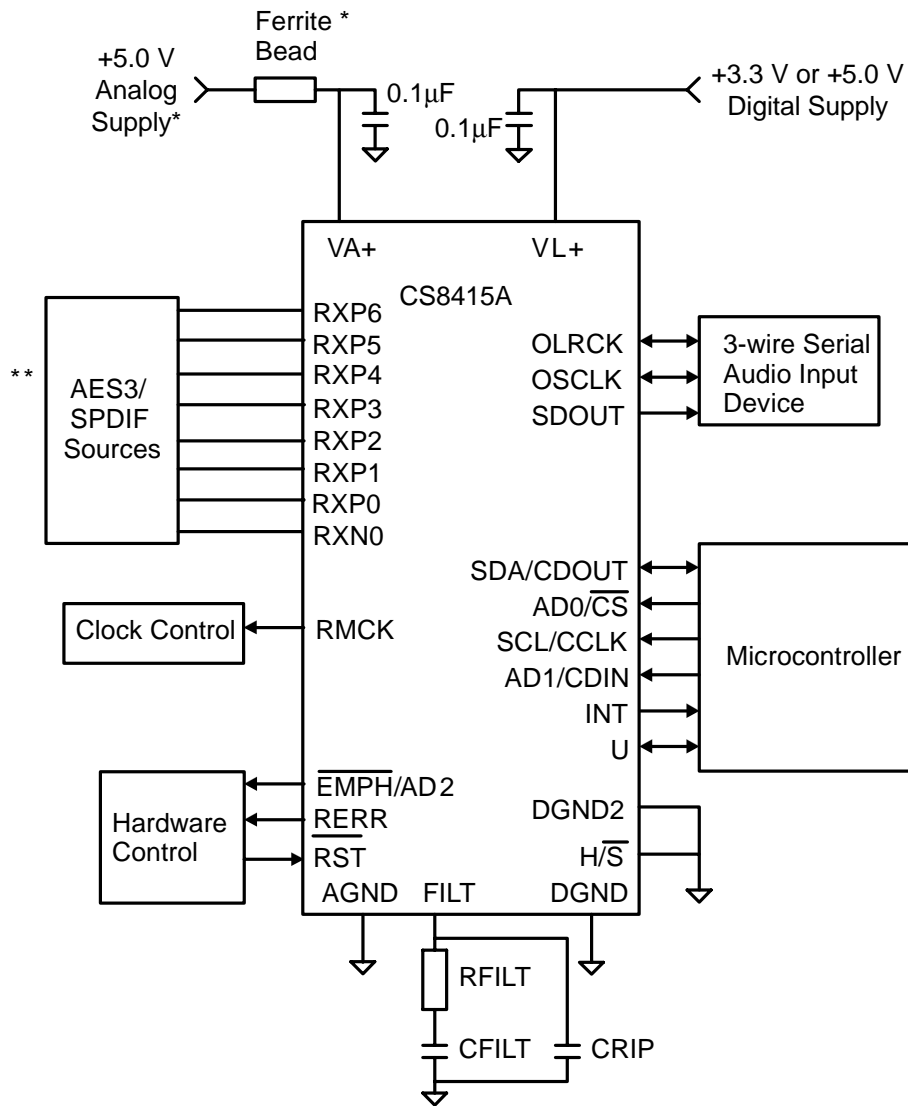 Ferrite *
Bead
+5.0 V
Analog
Supply*
0.1µF
0.1µF
+3.3 V or +5.0 V
Digital Supply
VA+
VL+
CS8415A
**
AES3/
SPDIF
Sources
RXP6
RXP5
RXP4
RXP3
RXP2
RXP1
RXP0
RXN0
OLRCK
OSCLK
SDOUT
3-wire Serial
Audio Input
Device
Clock Control
RMCK
SDA/CDOUT
AD0/C̅S̅
SCL/CCLK
AD1/CDIN
INT
U
Microcontroller
Hardware
Control
E̅M̅P̅H̅/AD2
RERR
R̅S̅T̅
DGND2
H/S̅
AGND
FILT
DGND
RFILT
CFILT
CRIP